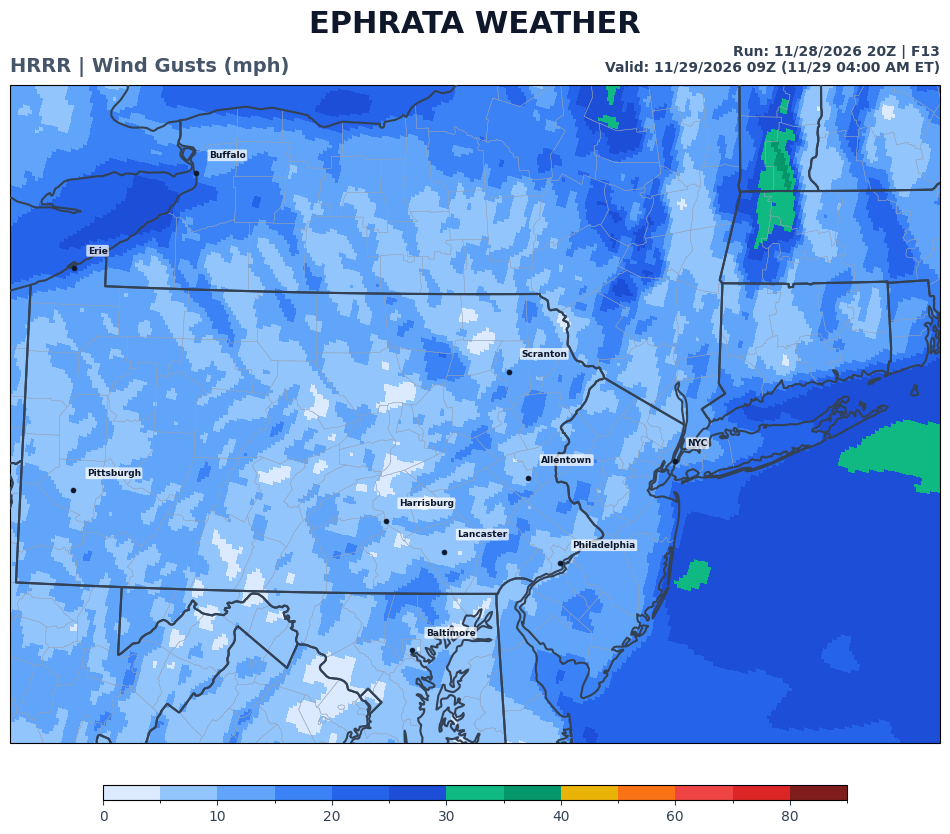 EPHRATA WEATHER
HRRR | Wind Gusts (mph)
Run: 11/28/2026 20Z | F13
Valid: 11/29/2026 09Z (11/29 04:00 AM ET)
Buffalo
Erie
Scranton
NYC
Allentown
Pittsburgh
Harrisburg
Lancaster
Philadelphia
Baltimore
0 10 20 30 40 50 60 70 80